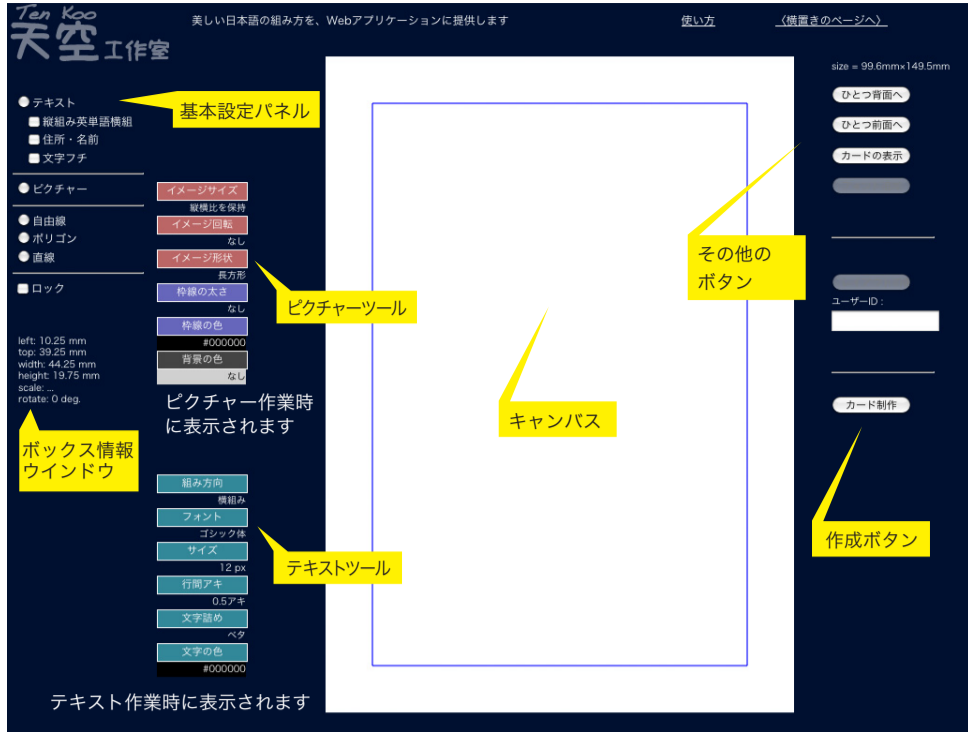 Ten Koo
天空工作室
美しい日本語の組み方を、Webアプリケーションに提供します
使い方
〈横置きのページへ〉
テキスト
縦組み英単語横組
住所・名前
文字フチ
基本設定パネル
ピクチャー
自由線
ポリゴン
直線
ロック
left: 10.25 mm
top: 39.25 mm
width: 44.25 mm
height: 19.75 mm
scale: ...
rotate: 0 deg.
ボックス情報
ウインドウ
イメージサイズ
縦横比を保持
イメージ回転
なし
イメージ形状
長方形
枠線の太さ
なし
枠線の色
#000000
背景の色
なし
ピクチャーツール
ピクチャー作業時
に表示されます
組み方向
横組み
フォント
ゴシック体
サイズ
12 px
行間アキ
0.5アキ
文字詰め
ベタ
文字の色
#000000
テキストツール
テキスト作業時に表示されます
キャンバス
size = 99.6mm×149.5mm
ひとつ背面へ
ひとつ前面へ
カードの表示
その他の
ボタン
ユーザーID :
カード制作
作成ボタン